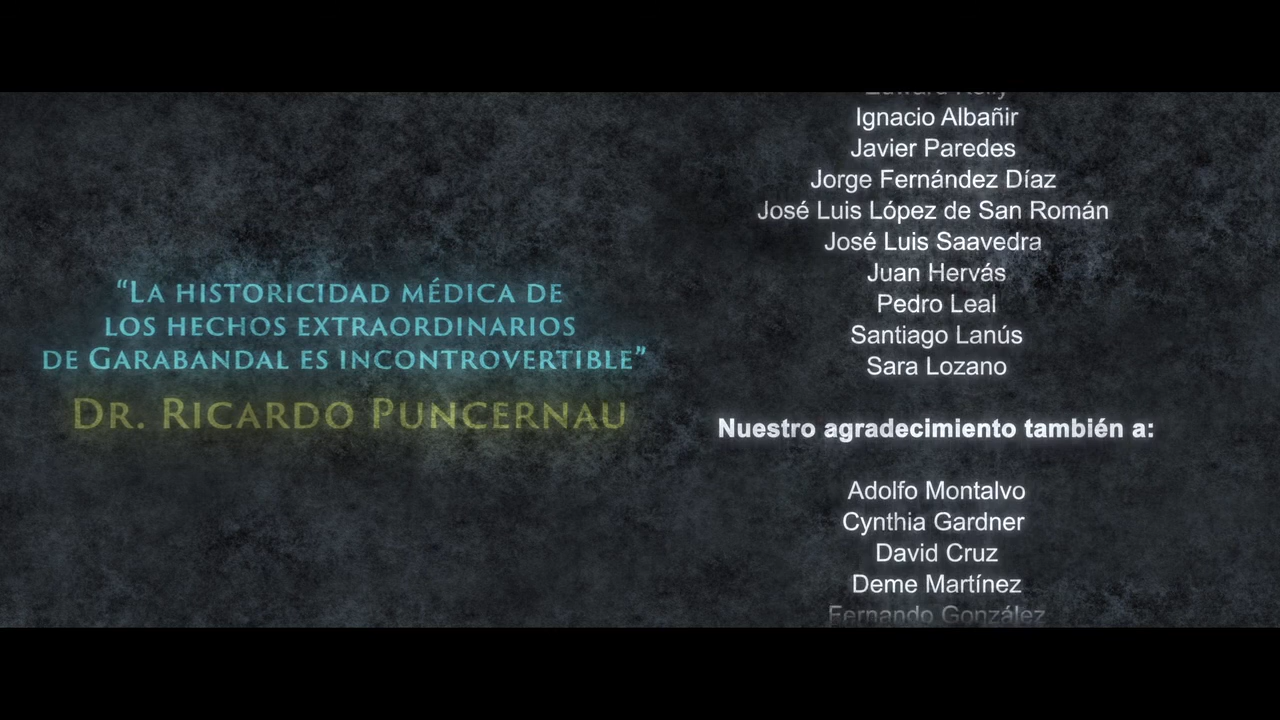 “La historicidad médica de
los hechos extraordinarios
de Garabandal es incontrovertible”
Dr. Ricardo Puncernau
Ignacio Albañir
Javier Paredes
Jorge Fernández Díaz
José Luis López de San Román
José Luis Saavedra
Juan Hervás
Pedro Leal
Santiago Lanús
Sara Lozano
Nuestro agradecimiento también a:
Adolfo Montalvo
Cynthia Gardner
David Cruz
Deme Martínez
Fernando González